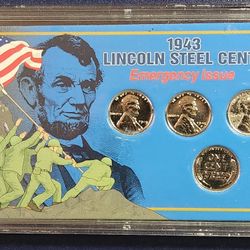 1943
LINCOLN STEEL CENT
Emergency Issue